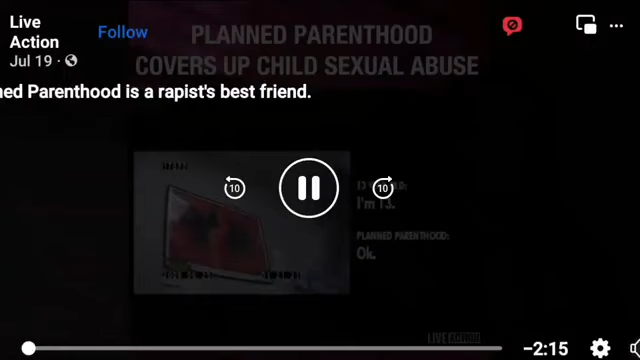 Live
Action
Follow
Jul 19 ·
PLANNED PARENTHOOD
COVERS UP CHILD SEXUAL ABUSE
ned Parenthood is a rapist's best friend.
10
10
I'm 13.
PLANNED PARENTHOOD:
Ok.
LIVE ACTION
-2:15